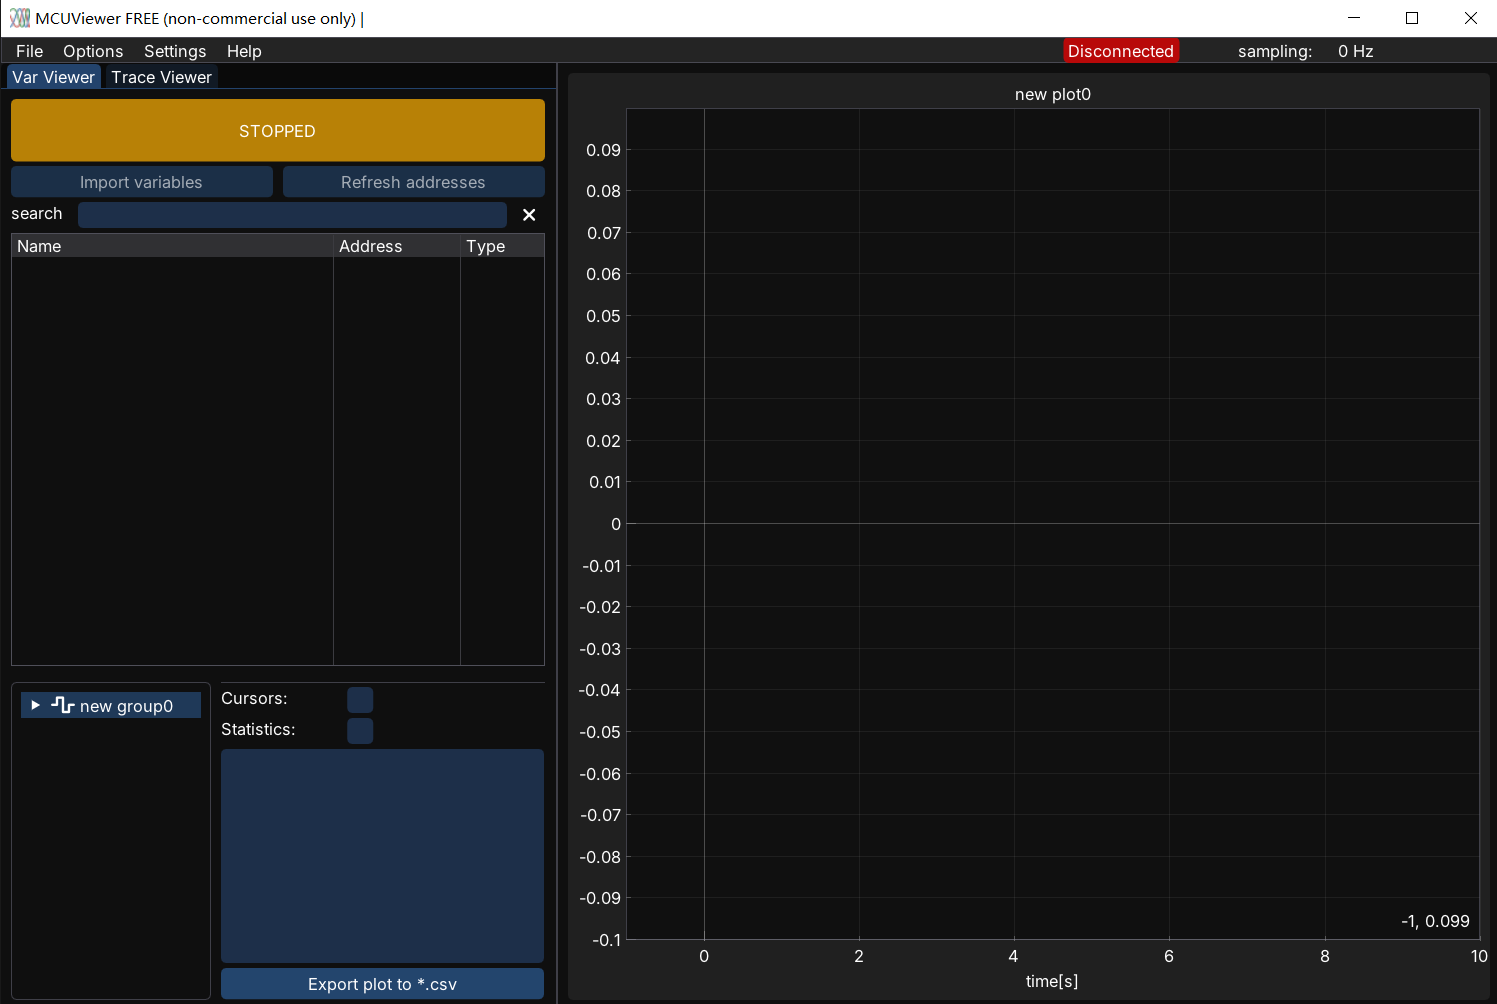 MCUViewer FREE (non-commercial use only) |
File Options Settings Help Disconnected sampling: 0 Hz
Var Viewer Trace Viewer
STOPPED
Import variables Refresh addresses
search
Name Address Type
new group0
Cursors:
Statistics:
Export plot to *.csv
new plot0
0.09
0.08
0.07
0.06
0.05
0.04
0.03
0.02
0.01
0
-0.01
-0.02
-0.03
-0.04
-0.05
-0.06
-0.07
-0.08
-0.09
-0.1
-1, 0.099
0 2 4 6 8 10
time[s]